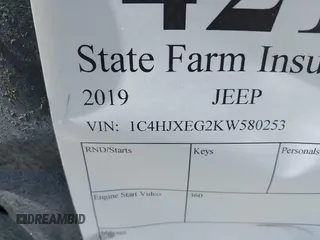 State Farm Insu
2019 JEEP
VIN: 1C4HJXEG2KW580253
RND/Starts Keys Personals
Engine Start Video 360
DREAMBID